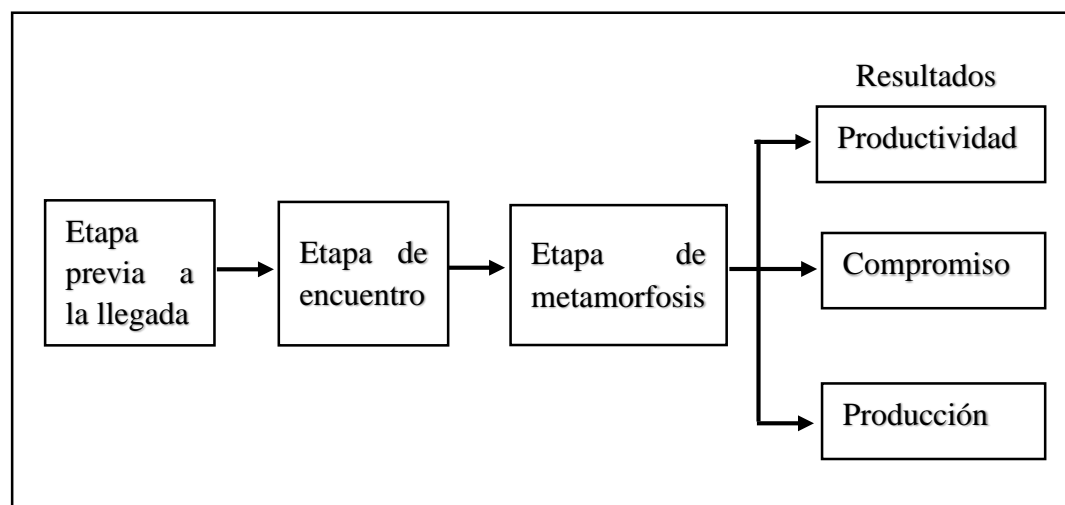 Resultados
Productividad
Etapa
previa a
la llegada
Etapa de
encuentro
Etapa de
metamorfosis
Compromiso
Producción